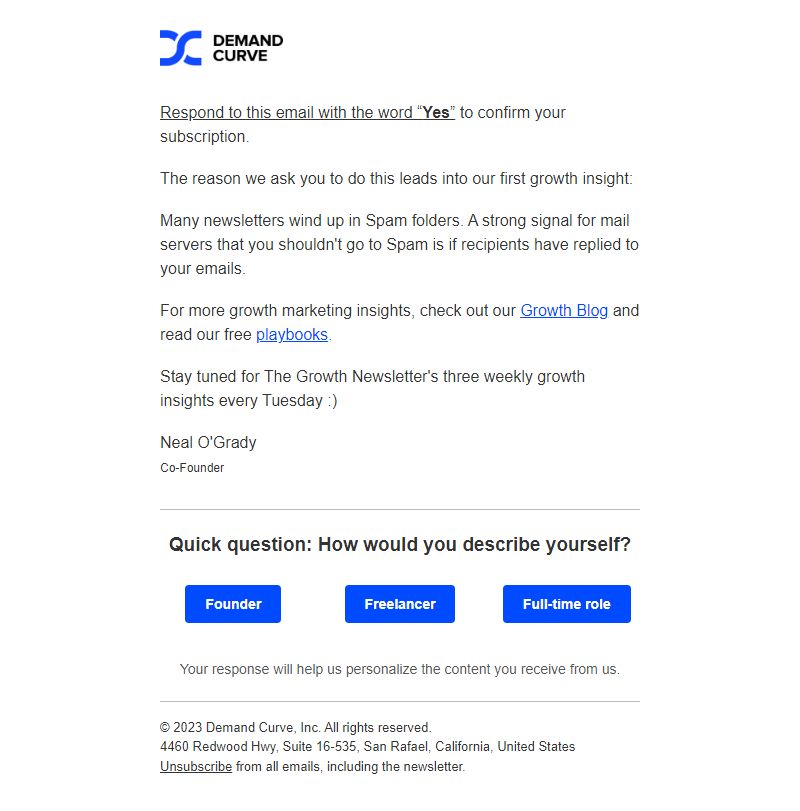 DEMAND
CURVE
Respond to this email with the word “Yes” to confirm your
subscription.
The reason we ask you to do this leads into our first growth insight:
Many newsletters wind up in Spam folders. A strong signal for mail
servers that you shouldn't go to Spam is if recipients have replied to
your emails.
For more growth marketing insights, check out our Growth Blog and
read our free playbooks.
Stay tuned for The Growth Newsletter's three weekly growth
insights every Tuesday :)
Neal O'Grady
Co-Founder
Quick question: How would you describe yourself?
Founder Freelancer Full-time role
Your response will help us personalize the content you receive from us.
© 2023 Demand Curve, Inc. All rights reserved.
4460 Redwood Hwy, Suite 16-535, San Rafael, California, United States
Unsubscribe from all emails, including the newsletter.